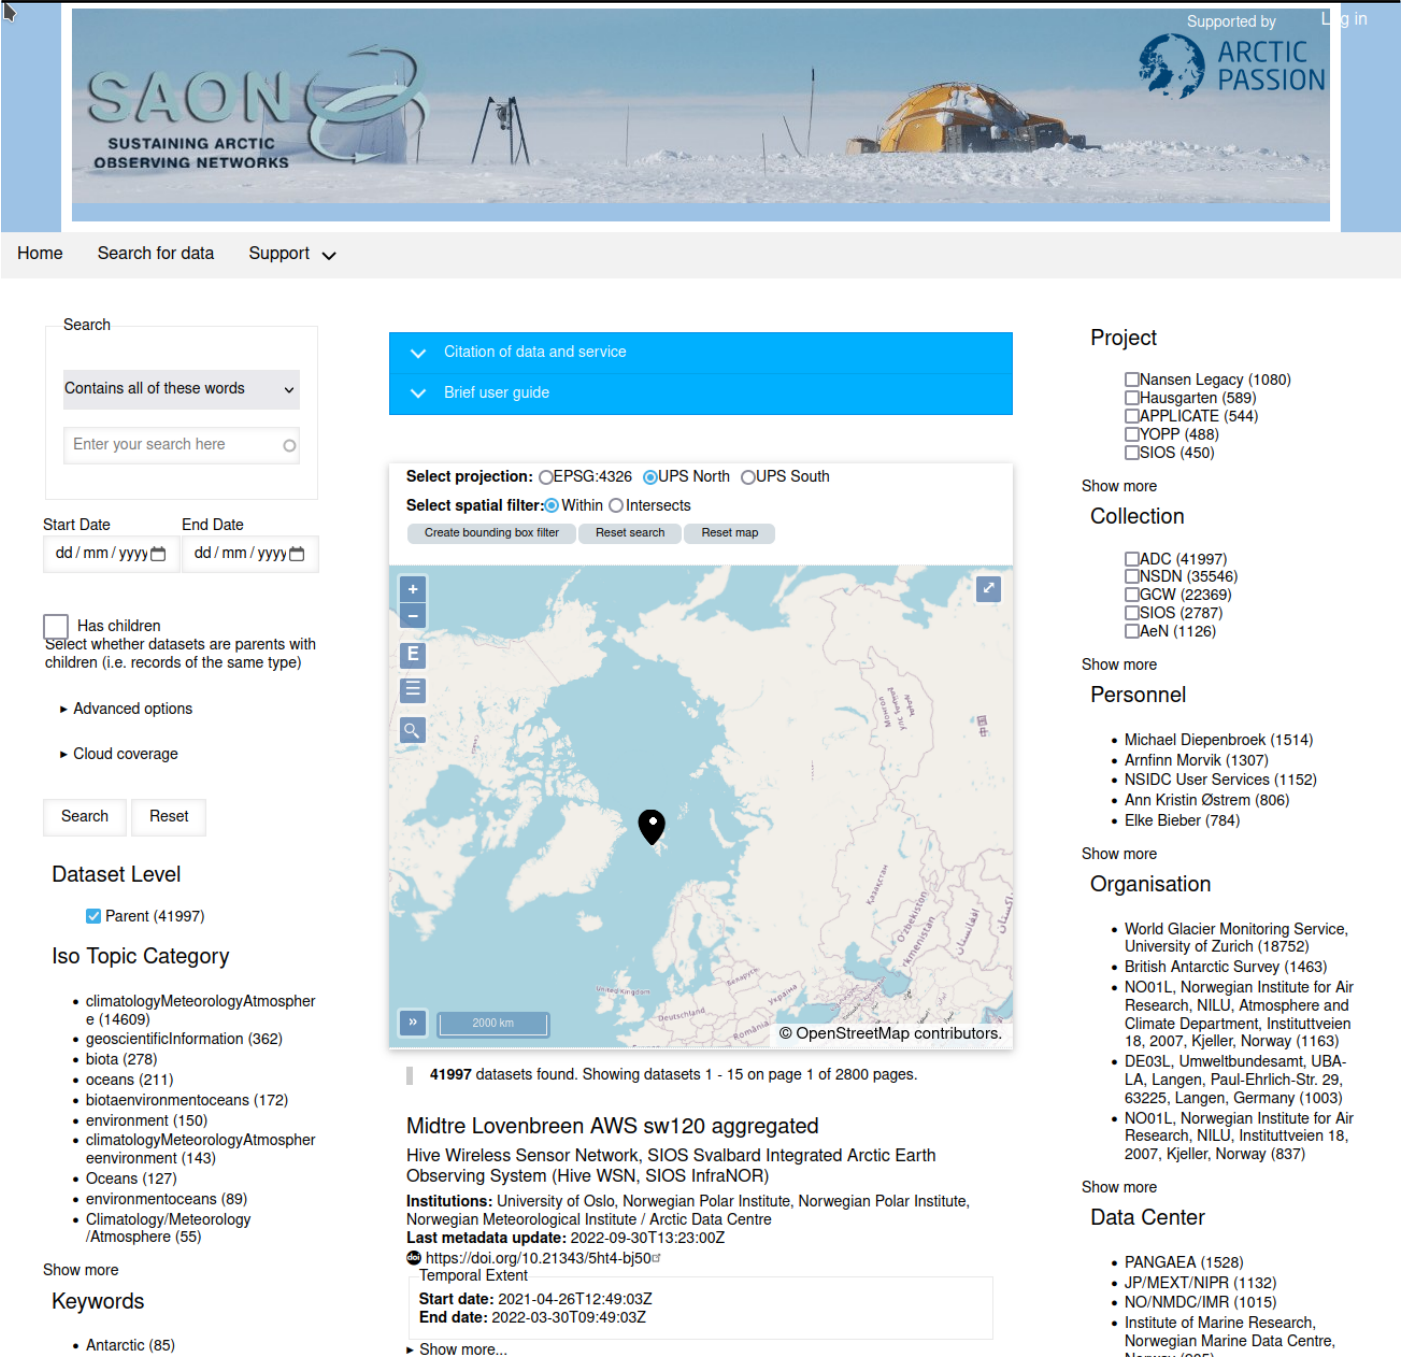 Supported by
Log in
ARCTIC
PASSION
SAON
SUSTAINING ARCTIC
OBSERVING NETWORKS
Home
Search for data
Support
Search
Contains all of these words
Enter your search here
Start Date
End Date
dd / mm / yyyy
dd / mm / yyyy
Has children
Select whether datasets are parents with
children (i.e. records of the same type)
Advanced options
Cloud coverage
Search
Reset
Dataset Level
Parent (41997)
Iso Topic Category
climatologyMeteorologyAtmospher
e (14609)
geoscientificInformation (362)
biota (278)
oceans (211)
biotaenvironmentoceans (172)
environment (150)
climatologyMeteorologyAtmospher
eenvironment (143)
Oceans (127)
environmentoceans (89)
Climatology/Meteorology
/Atmosphere (55)
Show more
Keywords
Antarctic (85)
Citation of data and service
Brief user guide
Select projection: EPSG:4326 UPS North UPS South
Select spatial filter: Within Intersects
Create bounding box filter
Reset search
Reset map
+
−
E
»
2000 km
Монгол
Қазақстан
O'zbekiston
افغانستان
United Kingdom
Deutschland
Беларусь
Україна
România
© OpenStreetMap contributors.
41997 datasets found. Showing datasets 1 - 15 on page 1 of 2800 pages.
Midtre Lovenbreen AWS sw120 aggregated
Hive Wireless Sensor Network, SIOS Svalbard Integrated Arctic Earth
Observing System (Hive WSN, SIOS InfraNOR)
Institutions: University of Oslo, Norwegian Polar Institute, Norwegian Polar Institute,
Norwegian Meteorological Institute / Arctic Data Centre
Last metadata update: 2022-09-30T13:23:00Z
doi https://doi.org/10.21343/5ht4-bj50
Temporal Extent
Start date: 2021-04-26T12:49:03Z
End date: 2022-03-30T09:49:03Z
Show more...
Project
Nansen Legacy (1080)
Hausgarten (589)
APPLICATE (544)
YOPP (488)
SIOS (450)
Show more
Collection
ADC (41997)
NSDN (35546)
GCW (22369)
SIOS (2787)
AeN (1126)
Show more
Personnel
Michael Diepenbroek (1514)
Arnfinn Morvik (1307)
NSIDC User Services (1152)
Ann Kristin Østrem (806)
Elke Bieber (784)
Show more
Organisation
World Glacier Monitoring Service,
University of Zurich (18752)
British Antarctic Survey (1463)
NO01L, Norwegian Institute for Air
Research, NILU, Atmosphere and
Climate Department, Instituttveien
18, 2007, Kjeller, Norway (1163)
DE03L, Umweltbundesamt, UBA-
LA, Langen, Paul-Ehrlich-Str. 29,
63225, Langen, Germany (1003)
NO01L, Norwegian Institute for Air
Research, NILU, Instituttveien 18,
2007, Kjeller, Norway (837)
Show more
Data Center
PANGAEA (1528)
JP/MEXT/NIPR (1132)
NO/NMDC/IMR (1015)
Institute of Marine Research,
Norwegian Marine Data Centre,